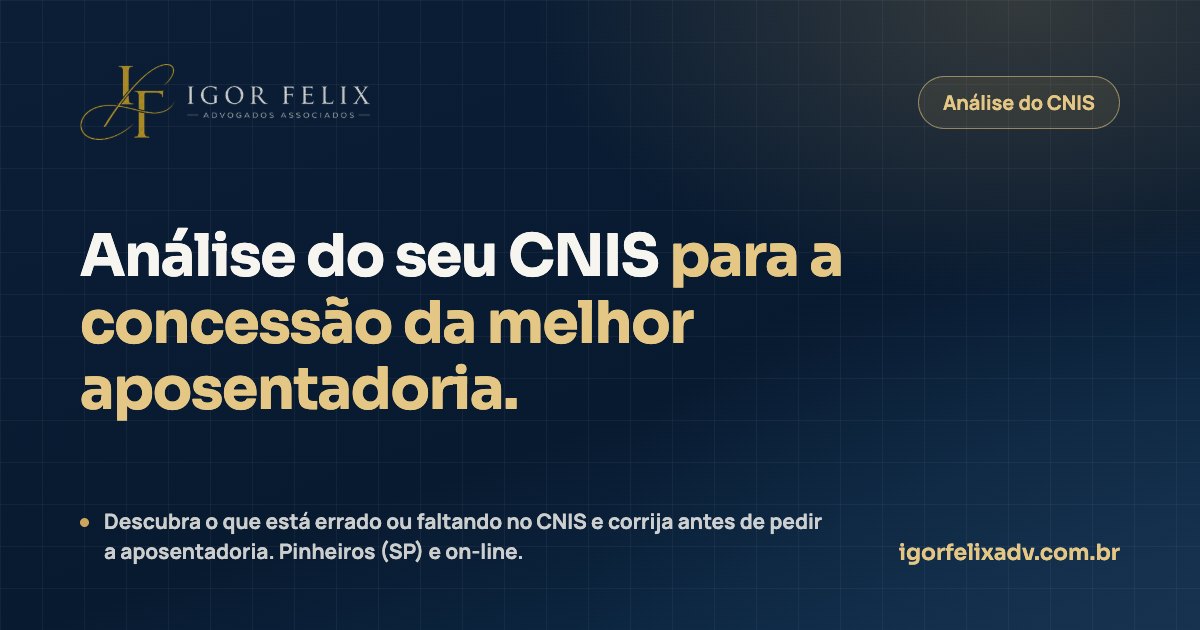 IF IGOR FELIX
ADVOGADOS ASSOCIADOS
Análise do CNIS
Análise do seu CNIS para a
concessão da melhor
aposentadoria.
Descubra o que está errado ou faltando no CNIS e corrija antes de pedir
a aposentadoria. Pinheiros (SP) e on-line.
igorfelixadv.com.br